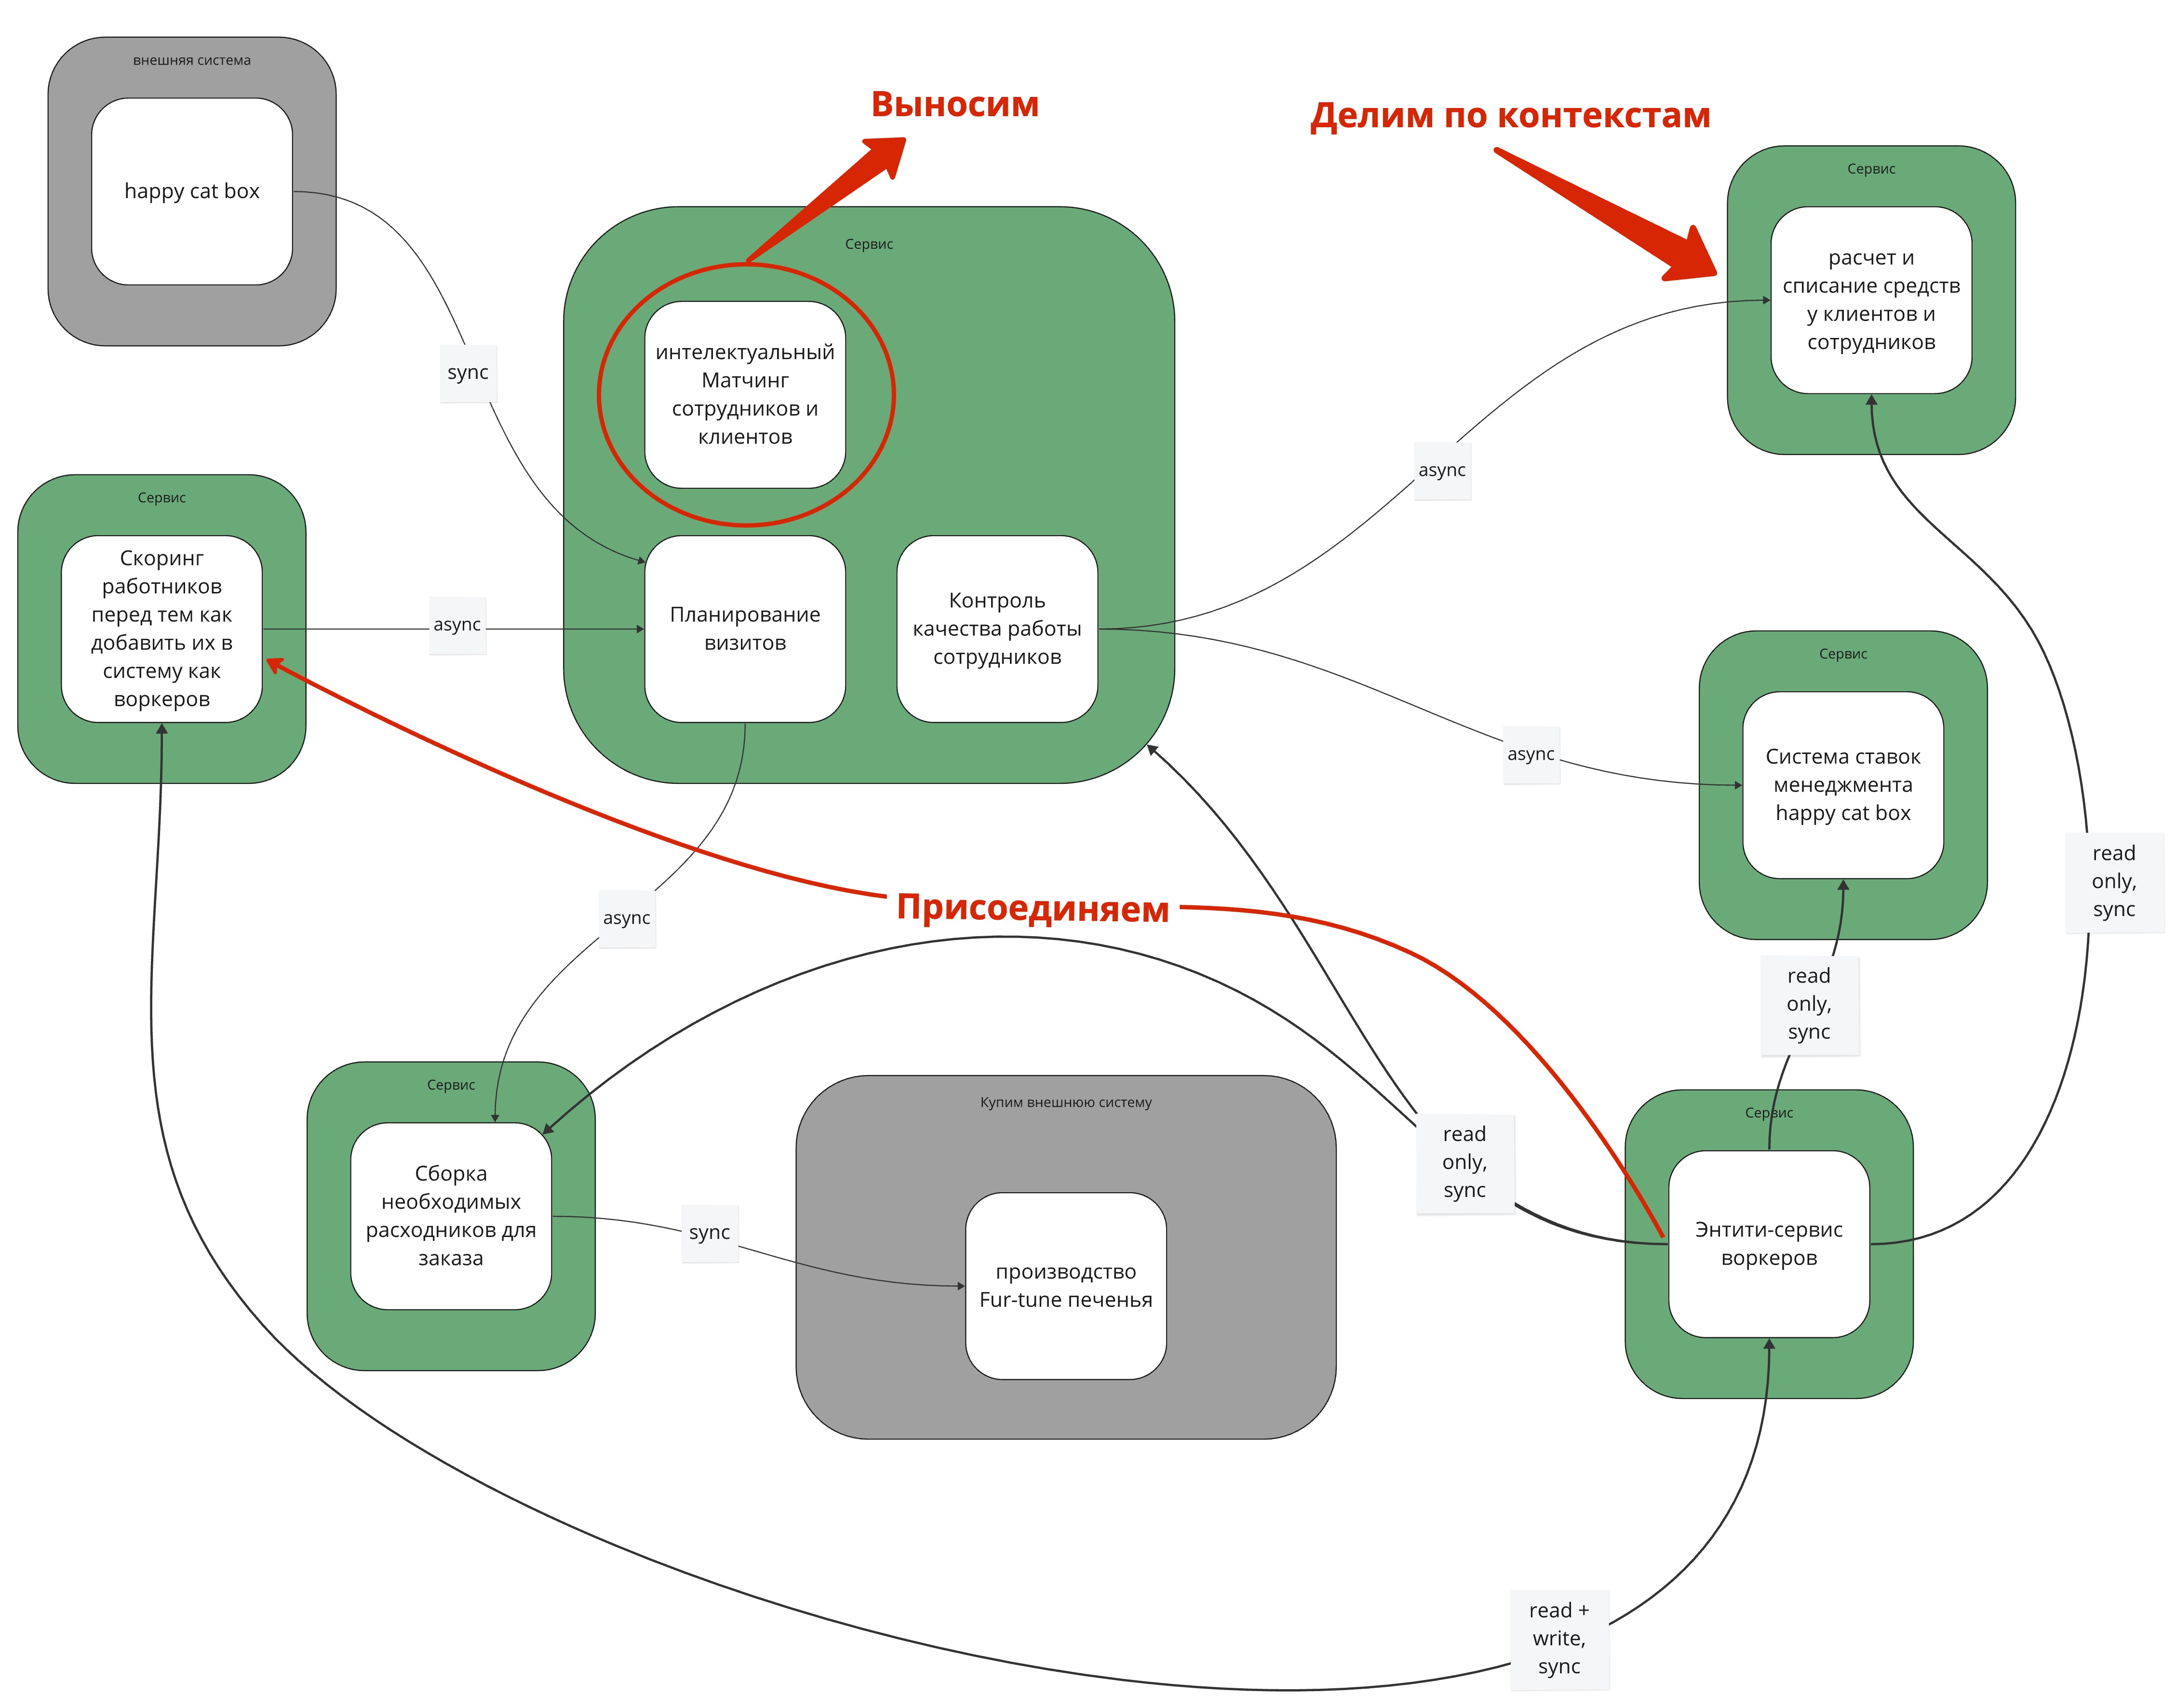 внешняя система
happy cat box
Выносим
Делим по контекстам
Сервис
расчет и
списание средств
у клиентов и
сотрудников
Сервис
интелектуальный
Матчинг
сотрудников и
клиентов
sync
async
Сервис
Скоринг
работников
перед тем как
добавить их в
систему как
воркеров
async
Планирование
визитов
Контроль
качества работы
сотрудников
Сервис
Система ставок
менеджмента
happy cat box
async
read
only,
sync
async
Присоединяем
read
only,
sync
Сервис
Сборка
необходимых
расходников для
заказа
sync
Купим внешнюю систему
производство
Fur-tune печенья
read
only,
sync
Сервис
Энтити-сервис
воркеров
read +
write,
sync